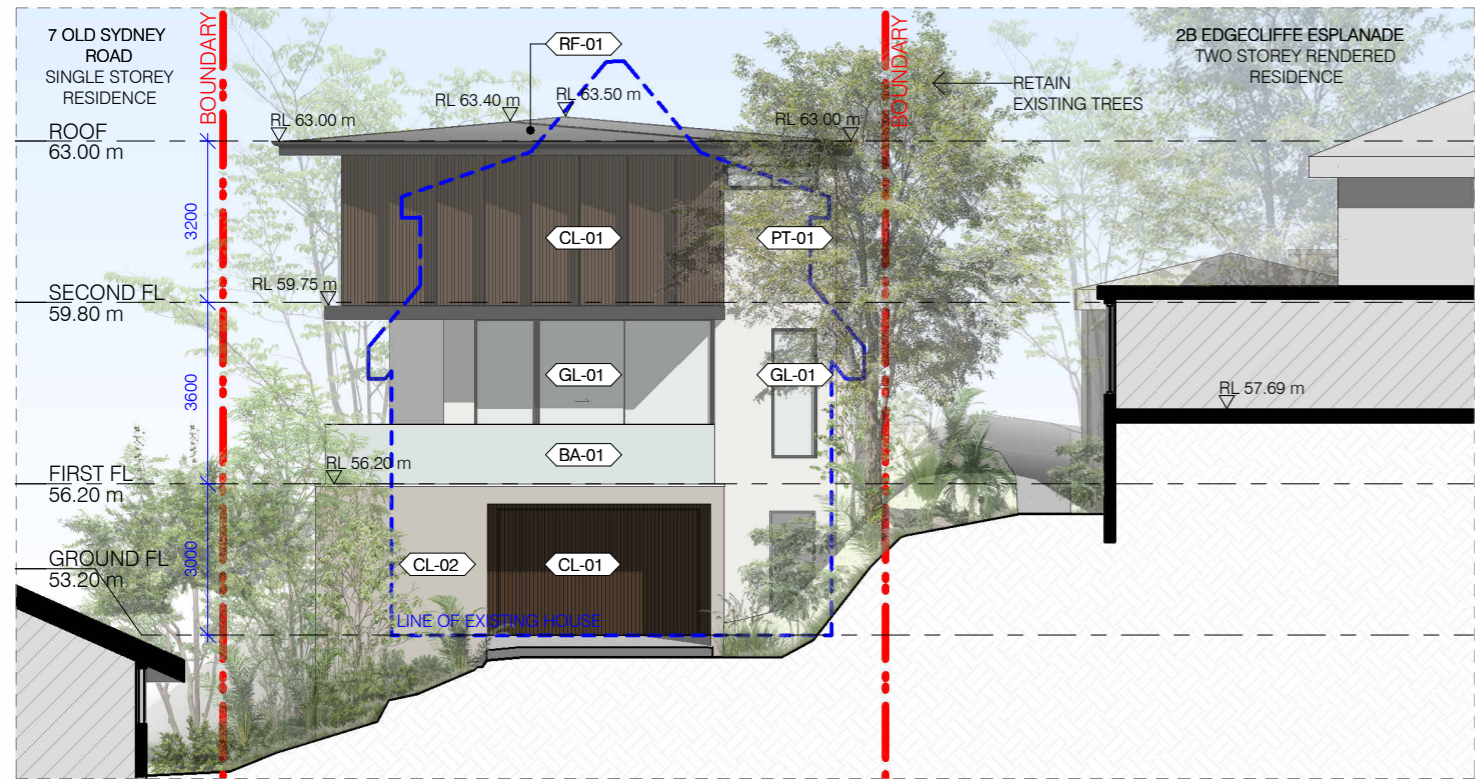 7 OLD SYDNEY
ROAD
SINGLE STOREY
RESIDENCE
BOUNDARY
RF-01
BOUNDARY
2B EDGECLIFFE ESPLANADE
TWO STOREY RENDERED
RESIDENCE
RETAIN
EXISTING TREES
RL 63.40 m
RL 63.50 m
RL 63.00 m
RL 63.00 m
ROOF
63.00 m
3200
CL-01
PT-01
RL 59.75 m
SECOND FL
59.80 m
3600
GL-01
GL-01
RL 57.69 m
BA-01
RL 56.20 m
FIRST FL
56.20 m
3000
GROUND FL
53.20 m
CL-02
CL-01
LINE OF EXISTING HOUSE